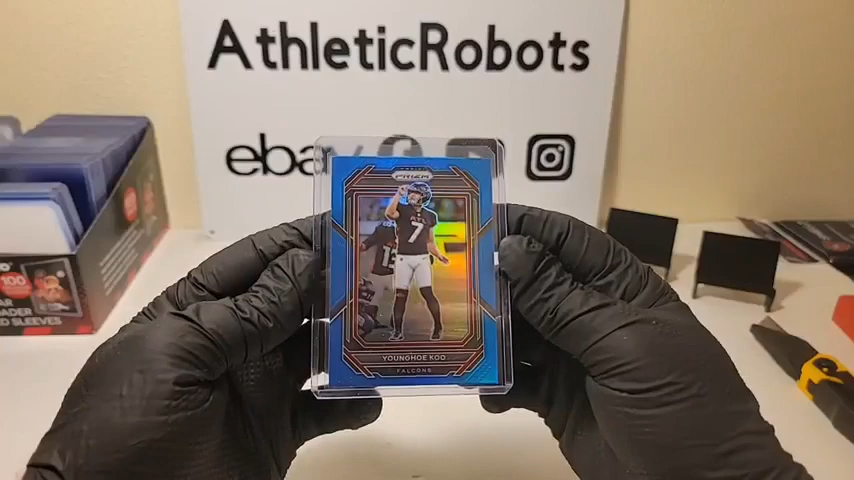 AthleticRobots
ebay
PRIZM
7
YOUNGHOE KOO
FALCONS
100